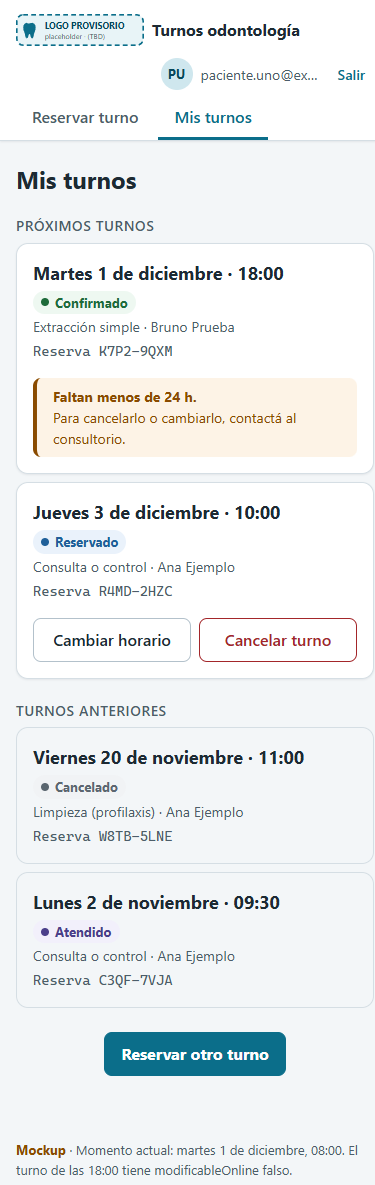 LOGO PROVISORIO
placeholder · (TBD)
Turnos odontología
PU
paciente.uno@ex...
Salir
Reservar turno
Mis turnos
Mis turnos
PRÓXIMOS TURNOS
Martes 1 de diciembre · 18:00
Confirmado
Extracción simple · Bruno Prueba
Reserva K7P2-9QXM
Faltan menos de 24 h.
Para cancelarlo o cambiarlo, contactá al
consultorio.
Jueves 3 de diciembre · 10:00
Reservado
Consulta o control · Ana Ejemplo
Reserva R4MD-2HZC
Cambiar horario
Cancelar turno
TURNOS ANTERIORES
Viernes 20 de noviembre · 11:00
Cancelado
Limpieza (profilaxis) · Ana Ejemplo
Reserva W8TB-5LNE
Lunes 2 de noviembre · 09:30
Atendido
Consulta o control · Ana Ejemplo
Reserva C3QF-7VJA
Reservar otro turno
Mockup · Momento actual: martes 1 de diciembre, 08:00. El
turno de las 18:00 tiene modificableOnline falso.